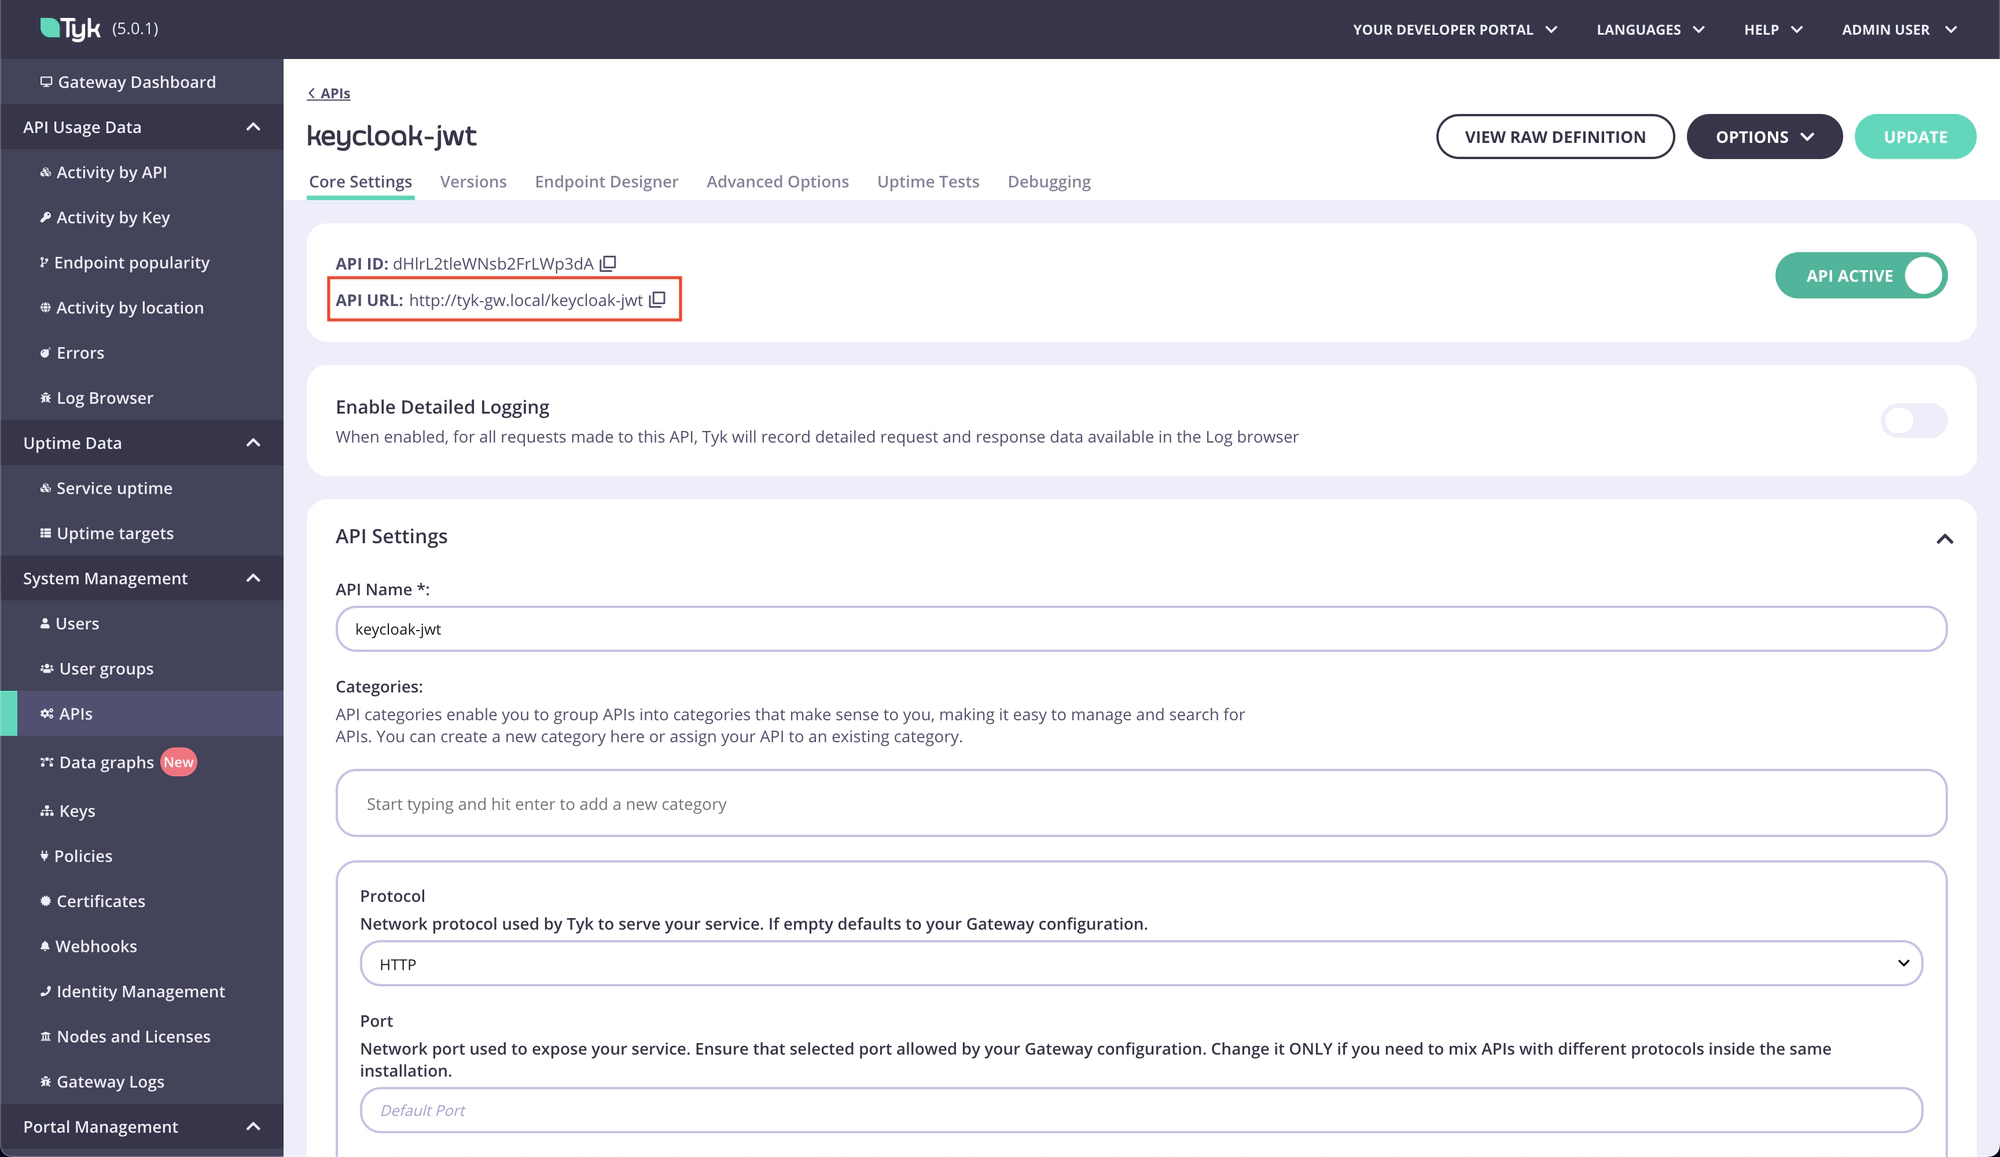 Tyk (5.0.1)
YOUR DEVELOPER PORTAL
LANGUAGES
HELP
ADMIN USER
Gateway Dashboard
API Usage Data
Activity by API
Activity by Key
Endpoint popularity
Activity by location
Errors
Log Browser
Uptime Data
Service uptime
Uptime targets
System Management
Users
User groups
APIs
Data graphs New
Keys
Policies
Certificates
Webhooks
Identity Management
Nodes and Licenses
Gateway Logs
Portal Management
< APIs
keycloak-jwt
VIEW RAW DEFINITION
OPTIONS
UPDATE
Core Settings
Versions
Endpoint Designer
Advanced Options
Uptime Tests
Debugging
API ID: dHlrL2tleWNsb2FrLWp3dA
API URL: http://tyk-gw.local/keycloak-jwt
API ACTIVE
Enable Detailed Logging
When enabled, for all requests made to this API, Tyk will record detailed request and response data available in the Log browser
API Settings
API Name *:
keycloak-jwt
Categories:
API categories enable you to group APIs into categories that make sense to you, making it easy to manage and search for
APIs. You can create a new category here or assign your API to an existing category.
Start typing and hit enter to add a new category
Protocol
Network protocol used by Tyk to serve your service. If empty defaults to your Gateway configuration.
HTTP
Port
Network port used to expose your service. Ensure that selected port allowed by your Gateway configuration. Change it ONLY if you need to mix APIs with different protocols inside the same
installation.
Default Port